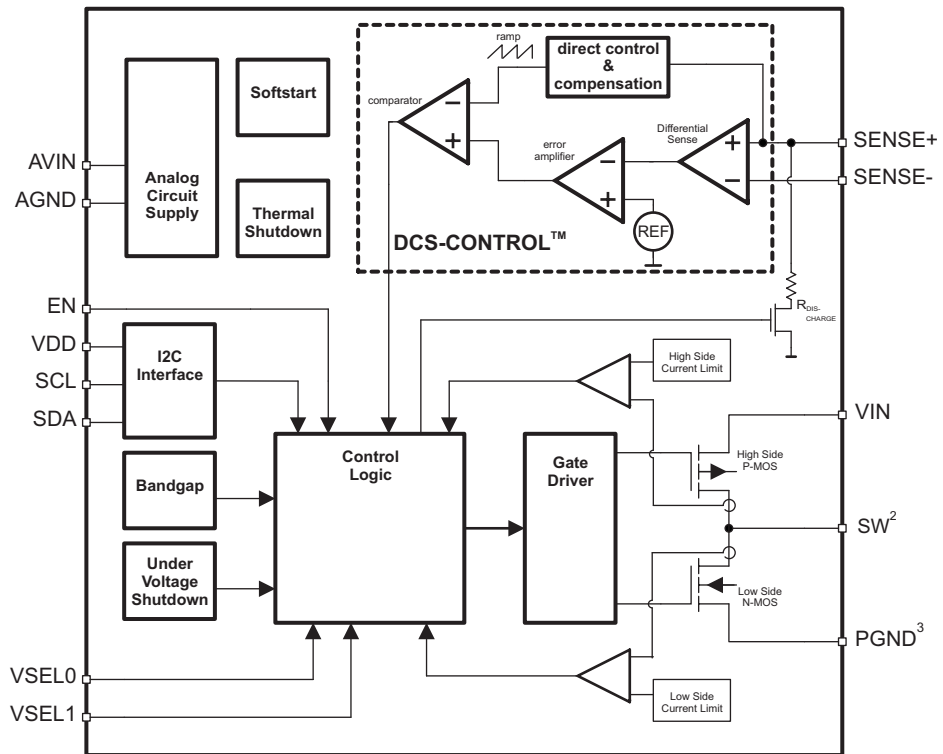 ramp
direct control
&
compensation
Softstart
comparator
−
+
Differential
Sense
+
−
error
amplifier
−
+
REF
DCS-CONTROL™
SENSE+
SENSE-
AVIN
AGND
Analog
Circuit
Supply
Thermal
Shutdown
R DIS-
CHARGE
EN
VDD
SCL
SDA
I2C
Interface
High Side
Current Limit
VIN
Control
Logic
Gate
Driver
High Side
P-MOS
Bandgap
SW²
Under
Voltage
Shutdown
Low Side
N-MOS
PGND³
VSEL0
VSEL1
Low Side
Current Limit